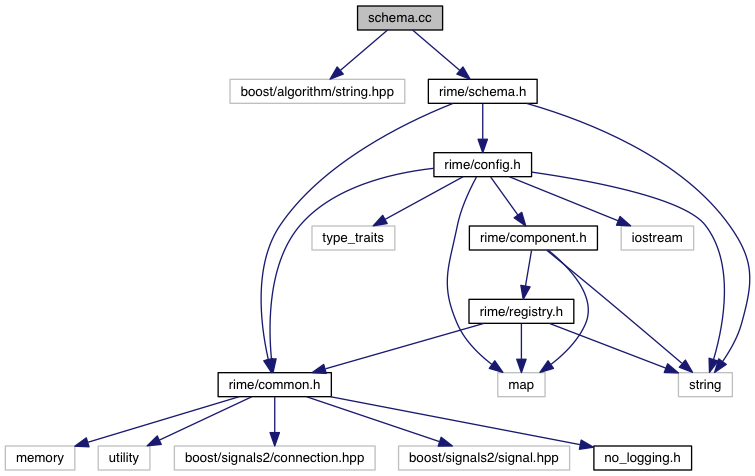 schema.cc
boost/algorithm/string.hpp
rime/schema.h
rime/config.h
type_traits
rime/component.h
iostream
rime/registry.h
rime/common.h
map
string
memory
utility
boost/signals2/connection.hpp
boost/signals2/signal.hpp
no_logging.h